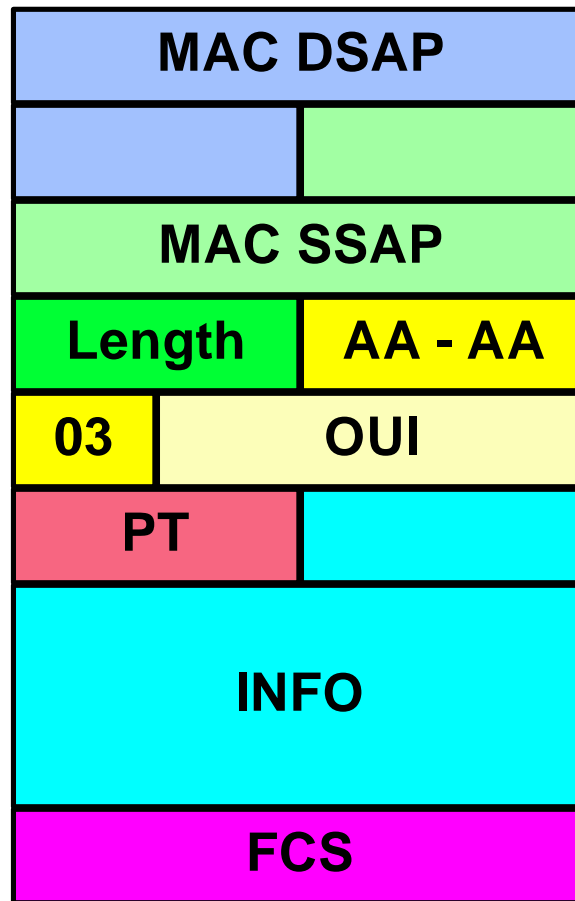 MAC DSAP
MAC SSAP
Length AA - AA
03 OUI
PT
INFO
FCS